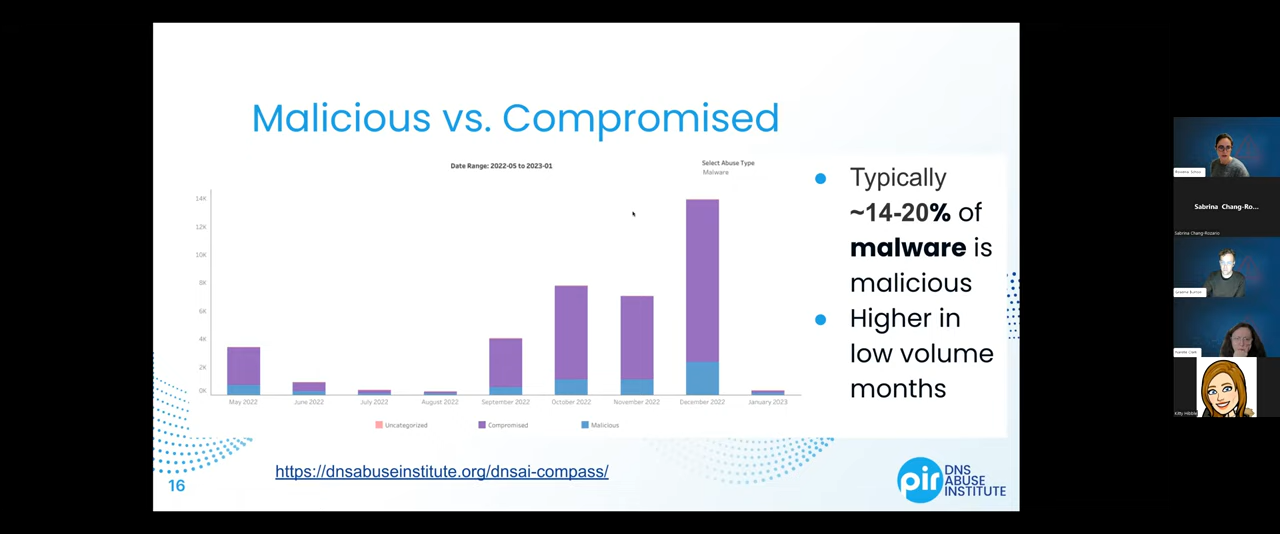 Malicious vs. Compromised
Date Range: 2022-05 to 2023-01
Select Abuse Type
Malware
14K
12K
10K
8K
6K
4K
2K
0K
May 2022
June 2022
July 2022
August 2022
September 2022
October 2022
November 2022
December 2022
January 2023
Uncategorized
Compromised
Malicious
Typically
~14-20% of
malware is
malicious
Higher in
low volume
months
https://dnsabuseinstitute.org/dnsai-compass/
16
pir
DNS
ABUSE
INSTITUTE
Sabrina Chang-Ro...
Sabrina Chang-Rozario